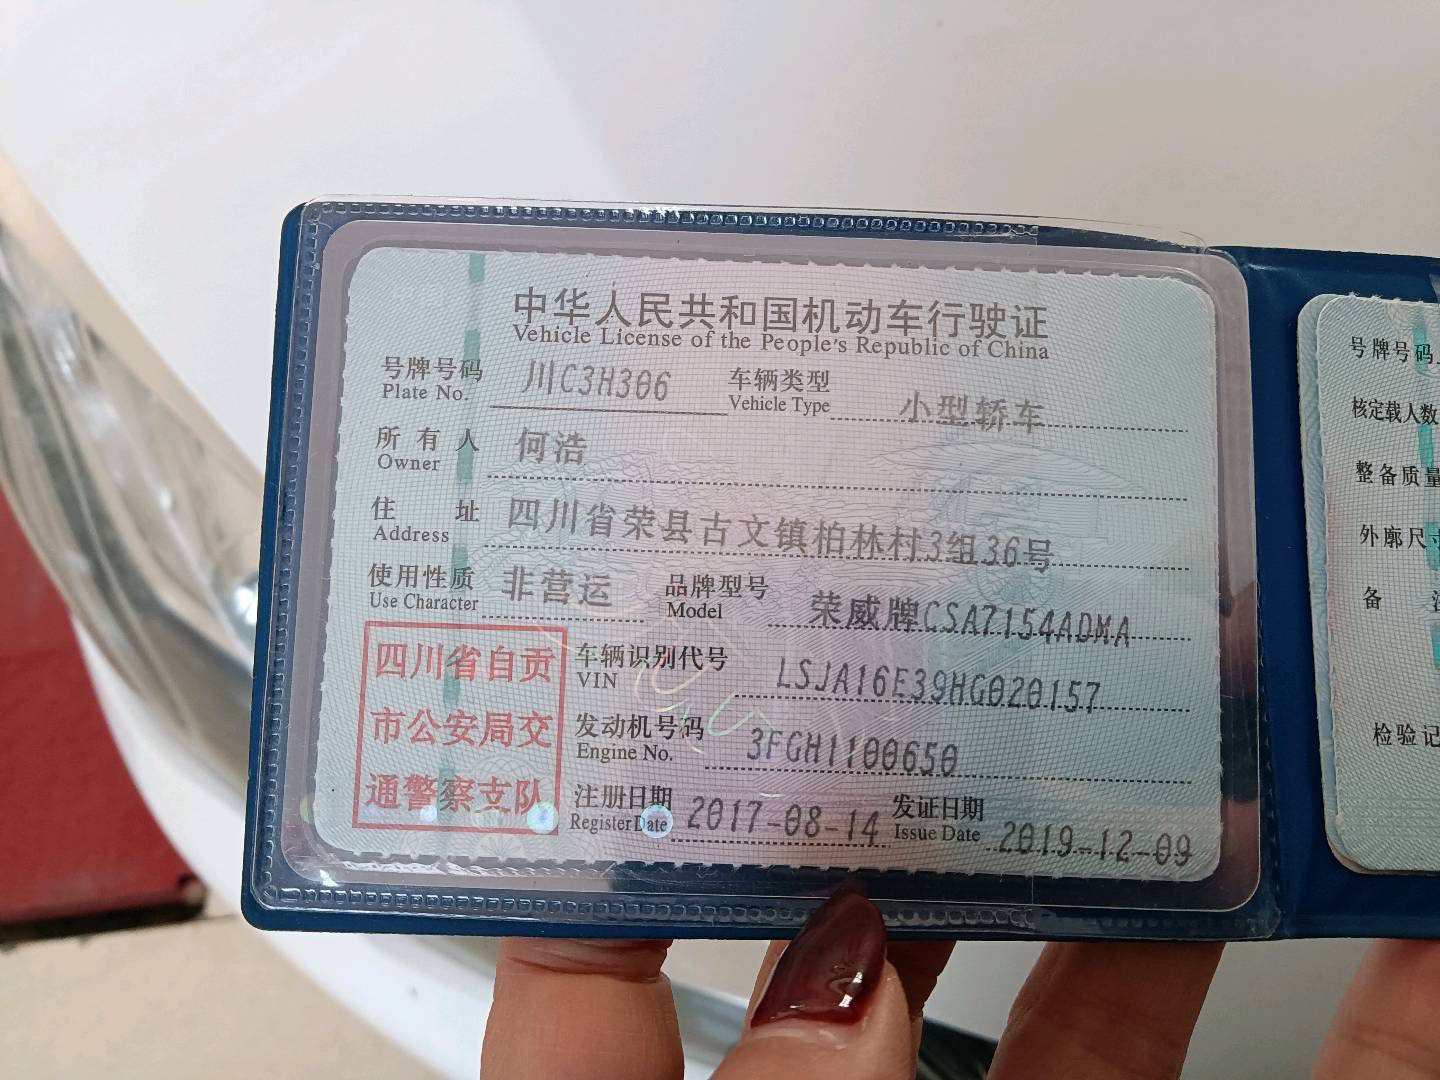 中华人民共和国机动车行驶证
Vehicle License of the People's Republic of China
号牌号码 川C3H306 车辆类型 小型轿车
Plate No. Vehicle Type
所有人 何浩
Owner
住址 四川省荣县古文镇柏林村3组36号
Address
使用性质 非营运 品牌型号 荣威牌CSA7154ADMA
Use Character Model
四川省自贡
市公安局交
通警察支队
车辆识别代号 LSJA16E39HG020157
VIN
发动机号码 3FGH1100650
Engine No.
注册日期 2017-08-14 发证日期 2019-12-09
Register Date Issue Date
号牌号码
核定载人数
整备质量
外廓尺
备
检验记